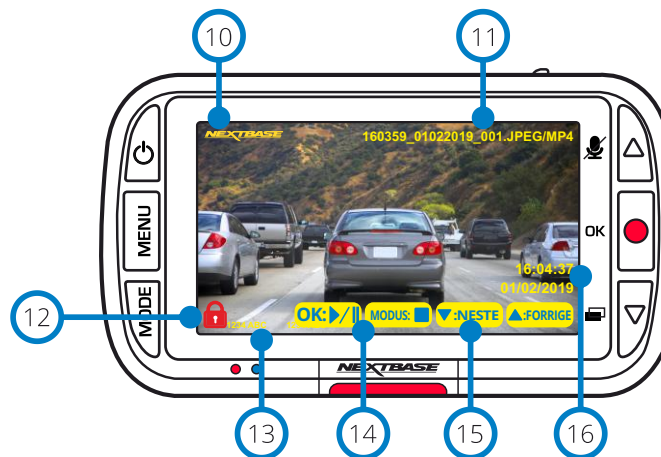 10
11
NEXTBASE
160359_01022019_001.JPEG/MP4
MENU
OK
MODE
16:04:37
01/02/2019
12
OK: ▶/II
MODUS: ■
▼:NESTE
▲:FORRIGE
NEXTBASE
13
14
15
16